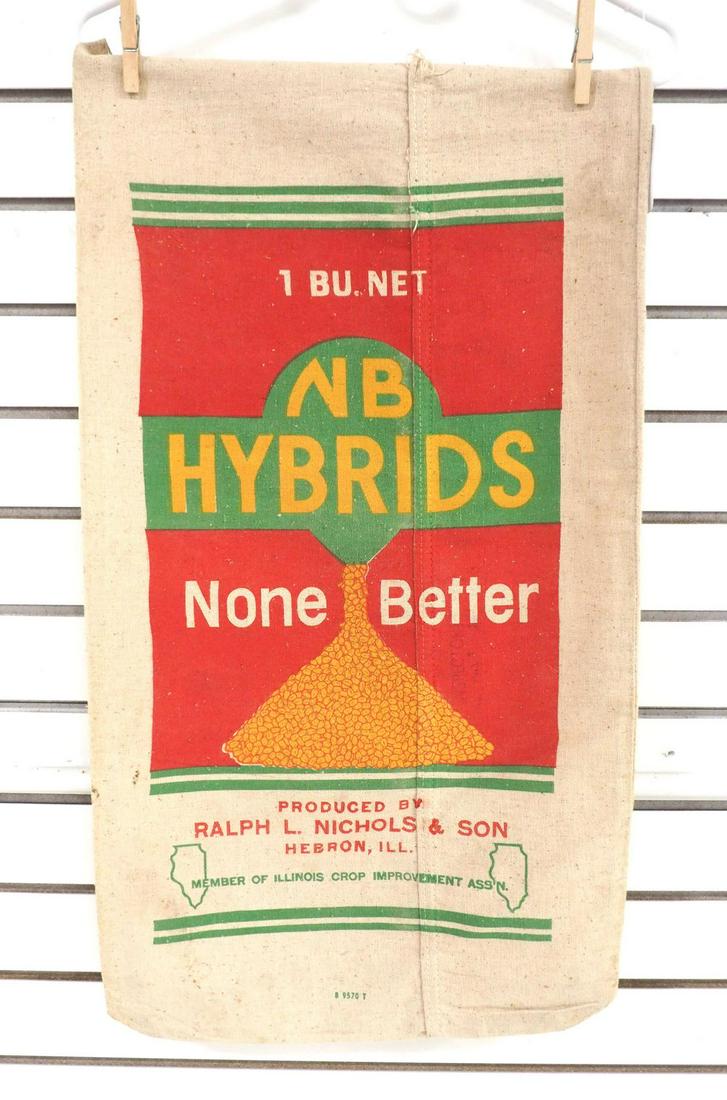 1 BU. NET
NB
HYBRIDS
None Better
PRODUCED BY
RALPH L. NICHOLS & SON
HEBRON, ILL.
MEMBER OF ILLINOIS CROP IMPROVEMENT ASS'N.
B 9570 T